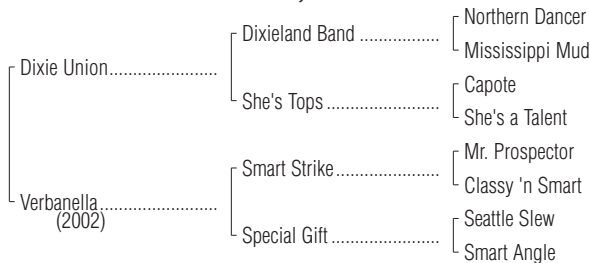 Northern Dancer
Dixieland Band ..................
Mississippi Mud
Dixie Union........................
Capote
She's Tops .........................
She's a Talent
Mr. Prospector
Smart Strike.......................
Classy 'n Smart
Verbanella..........................
(2002)
Seattle Slew
Special Gift ........................
Smart Angle